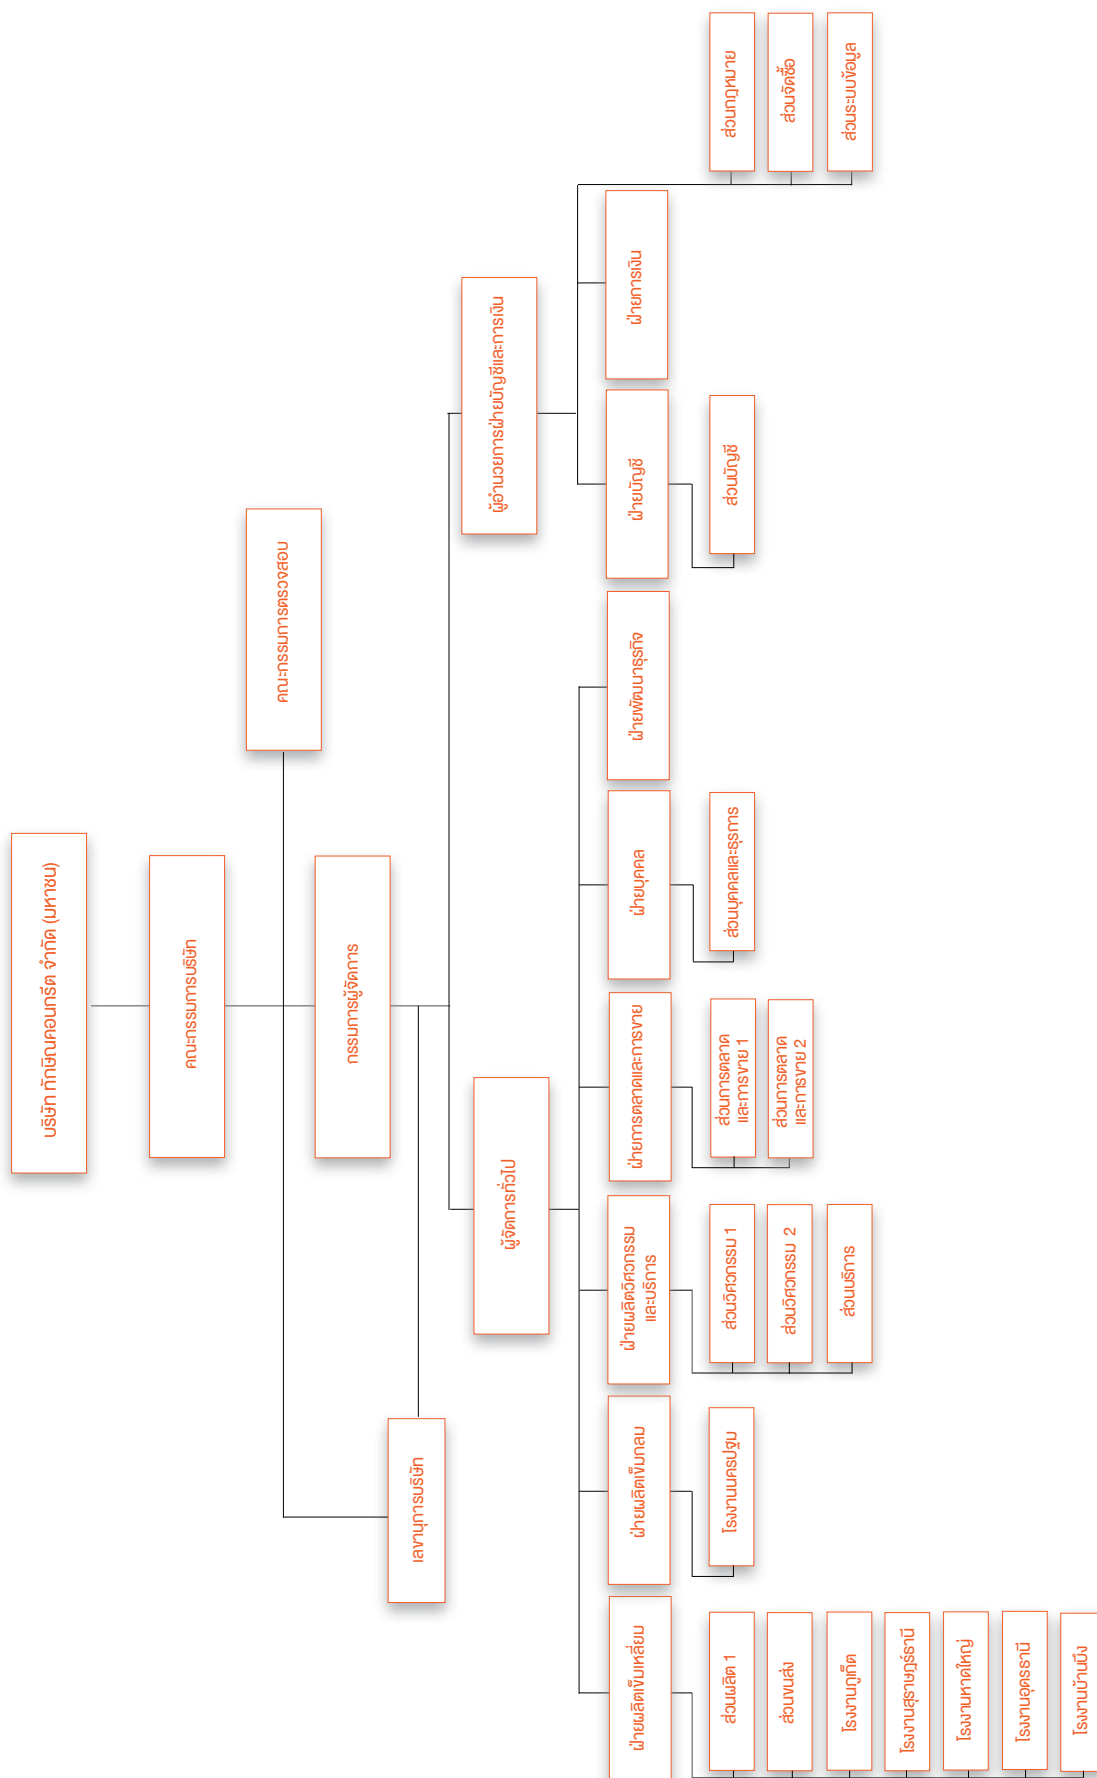 บริษัท ทักษิณคอนกรีต จำกัด (มหาชน)
คณะกรรมการบริษัท
คณะกรรมการตรวจสอบ
กรรมการผู้จัดการ
เลขานุการบริษัท
ผู้จัดการทั่วไป
ผู้อำนวยการฝ่ายบัญชีและการเงิน
ฝ่ายผลิตเข็มเหลี่ยม
ฝ่ายผลิตเข็มกลม
ฝ่ายผลิตวิศวกรรม
และบริการ
ฝ่ายการตลาดและการขาย
ฝ่ายบุคคล
ฝ่ายพัฒนาธุรกิจ
ฝ่ายบัญชี
ฝ่ายการเงิน
ส่วนผลิต 1
ส่วนขนส่ง
โรงงานภูเก็ต
โรงงานสุราษฎร์ธานี
โรงงานหาดใหญ่
โรงงานอุดรธานี
โรงงานบ้านบึง
โรงงานนครปฐม
ส่วนวิศวกรรม 1
ส่วนวิศวกรรม 2
ส่วนบริการ
ส่วนการตลาด
และการขาย 1
ส่วนการตลาด
และการขาย 2
ส่วนบุคคลและธุรการ
ส่วนบัญชี
ส่วนกฎหมาย
ส่วนจัดซื้อ
ส่วนระบบข้อมูล